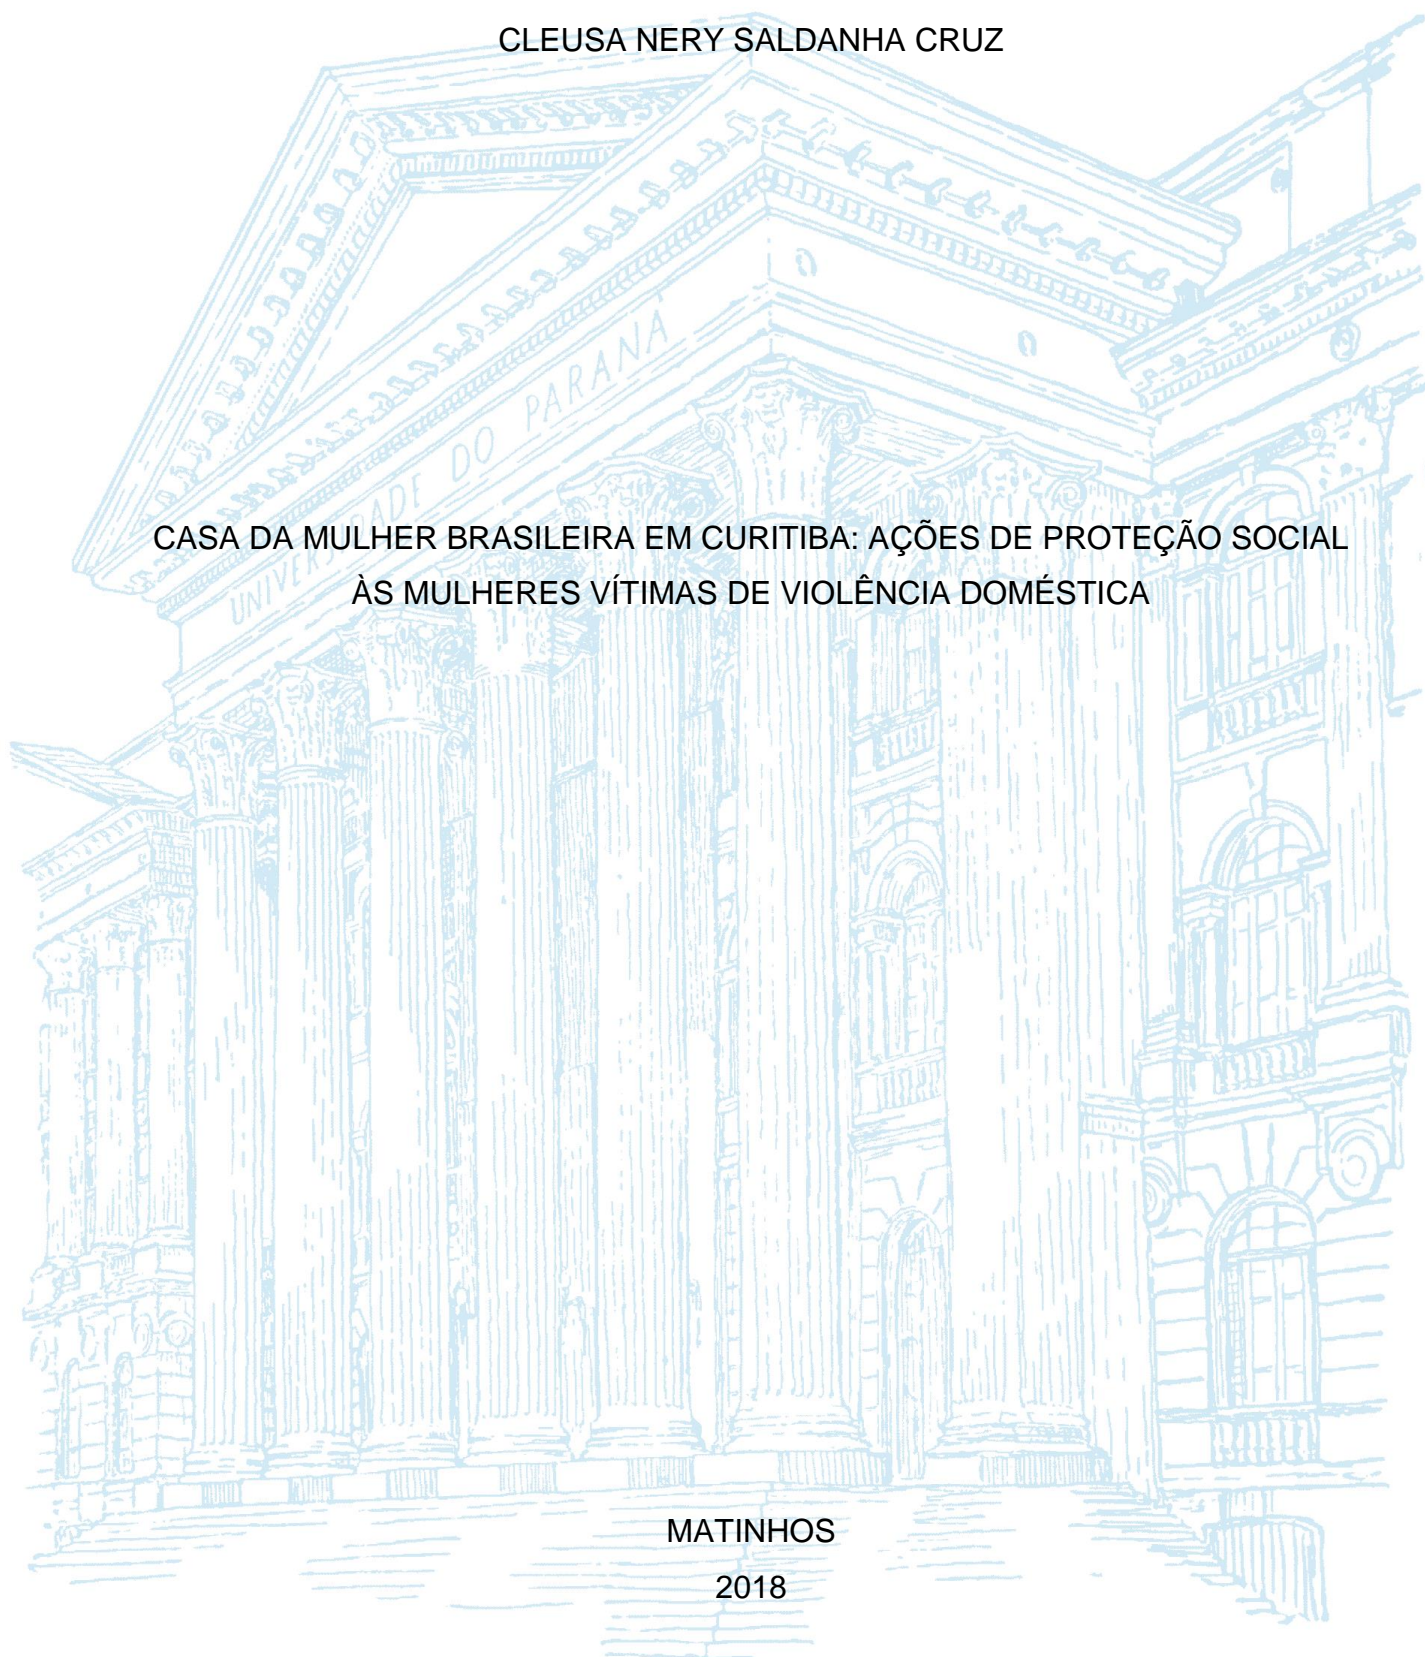 CLEUSA NERY SALDANHA CRUZ
UNIVERSIDADE DO PARANÁ
CASA DA MULHER BRASILEIRA EM CURITIBA: AÇÕES DE PROTEÇÃO SOCIAL
ÀS MULHERES VÍTIMAS DE VIOLÊNCIA DOMÉSTICA
MATINHOS
2018